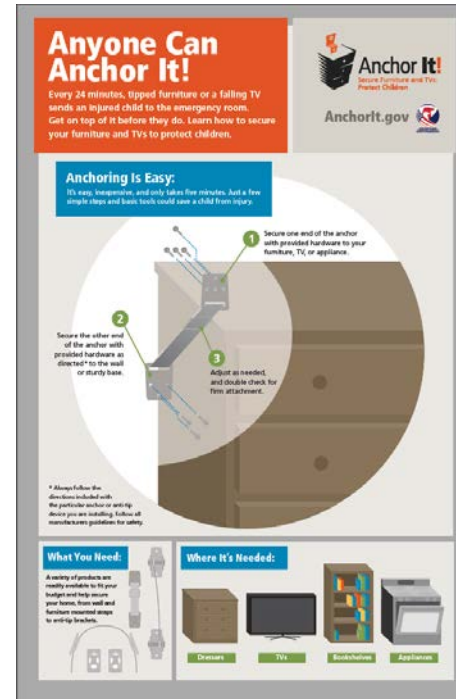 Anyone Can
Anchor It!
Every 24 minutes, tipped furniture or a falling TV
sends an injured child to the emergency room.
Get on top of it before they do. Learn how to secure
your furniture and TVs to protect children.
Anchor It!
Secure Furniture and TVs.
Protect Children
AnchorIt.gov
Anchoring Is Easy:
It's easy, inexpensive, and only takes five minutes. Just a few
simple steps and basic tools could save a child from injury.
1
Secure one end of the anchor
with provided hardware to your
furniture, TV, or appliance.
2
Secure the other end
of the anchor with
provided hardware as
directed* to the wall
or sturdy base.
3
Adjust as needed,
and double check for
firm attachment.
* Always follow the
directions included with
the particular anchor or anti-tip
device you are installing. Follow all
manufacturers guidelines for safety.
What You Need:
A variety of products are
readily available to fit your
budget and help secure
your home, from wall and
furniture mounted straps
to anti-tip brackets.
Where It's Needed:
Dressers
TVs
Bookshelves
Appliances